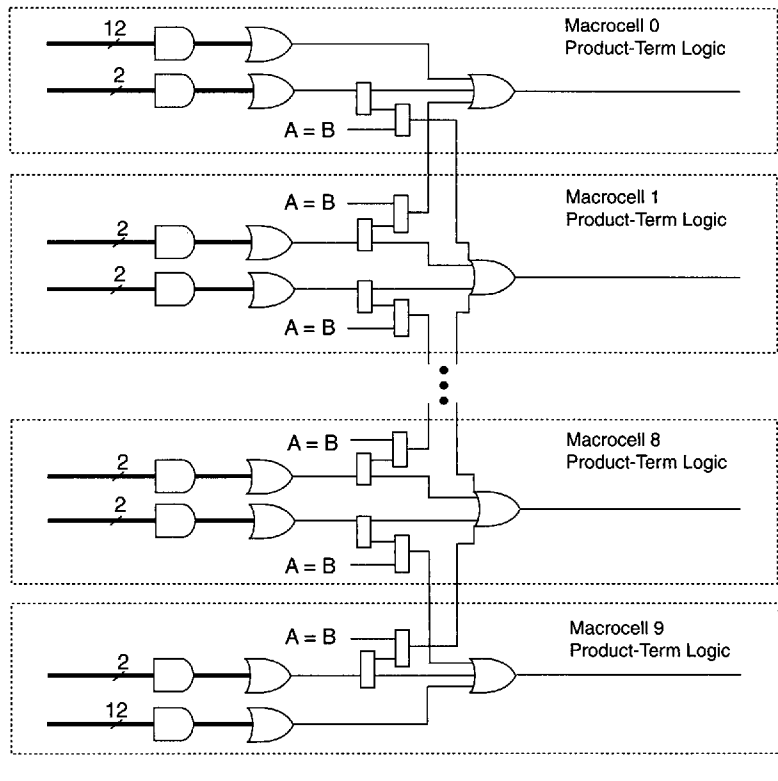 12
Macrocell 0
Product-Term Logic
2
A = B
Macrocell 1
Product-Term Logic
A = B
2
2
A = B
Macrocell 8
Product-Term Logic
A = B
2
2
A = B
Macrocell 9
Product-Term Logic
A = B
2
12